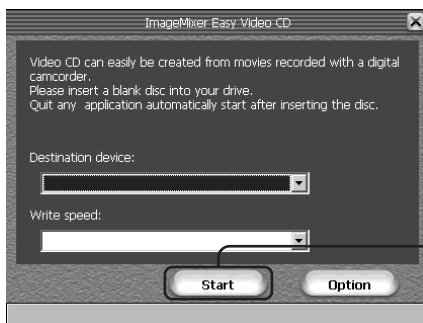 ImageMixer Easy Video CD
Video CD can easily be created from movies recorded with a digital
camcorder.
Please insert a blank disc into your drive.
Quit any application automatically start after inserting the disc.
Destination device:
Write speed:
Start
Option